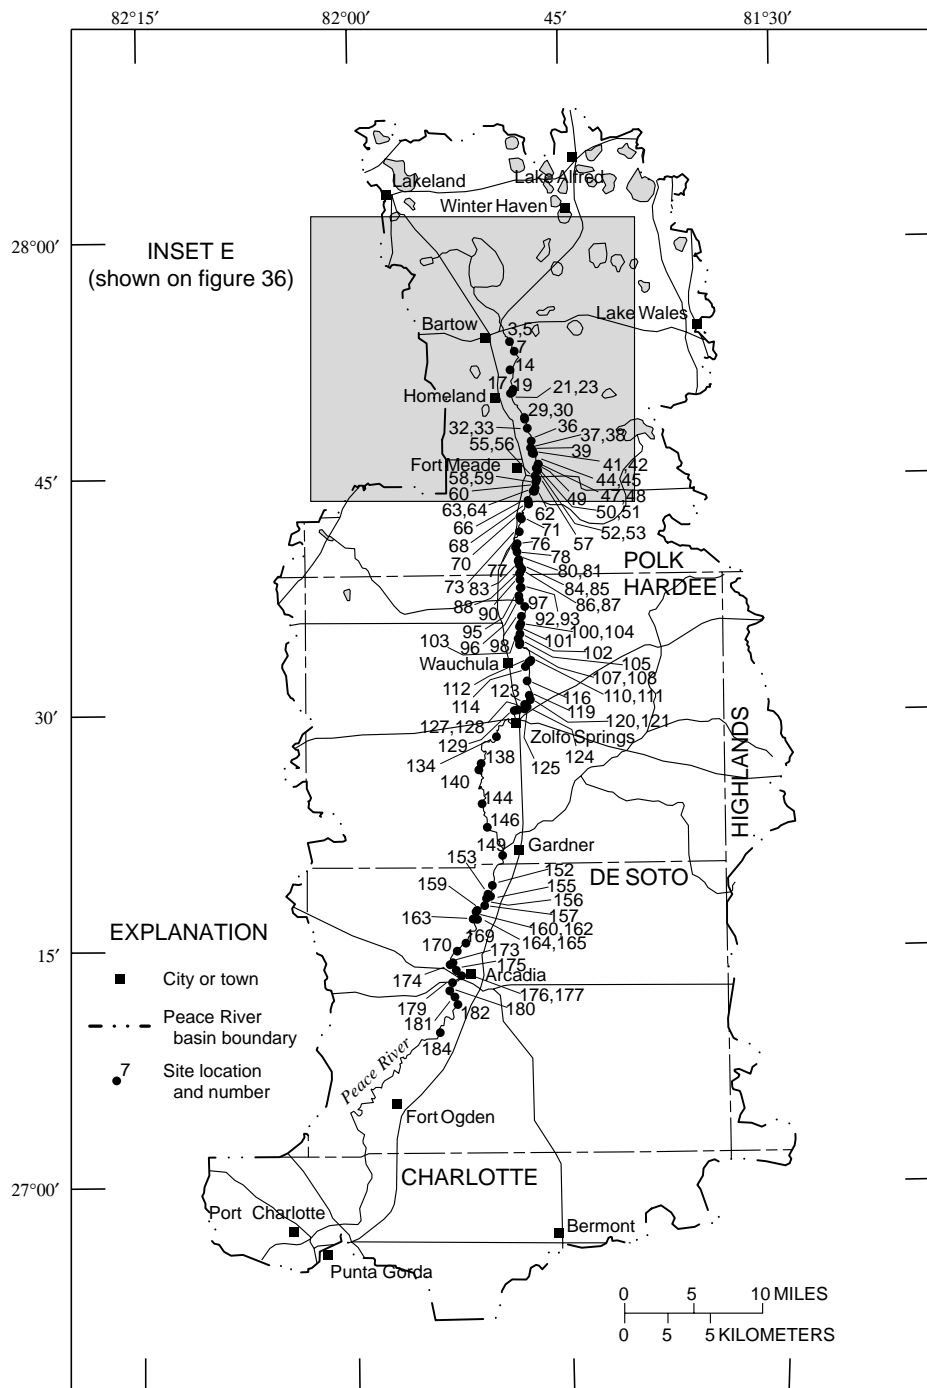 82°15′ 82°00′ 45′ 81°30′
Lake Alfred
Lakeland
Winter Haven
28°00′
INSET E
(shown on figure 36)
Lake Wales
Bartow
3,5
7
14
17 19
21,23
Homeland
29,30
32,33
36
37,38
55,56
39
41,42
Fort Meade
44,45
58,59
45′
47,48
60
49
50,51
63,64
62
52,53
66
71
57
68
76
70
78
POLK
77
80,81
73
83
84,85
HARDEE
88
86,87
90
97
92,93
95
100,104
96
98
101
103
102
105
Wauchula
107,108
112
110,111
123
116
114
119
30′
120,121
127,128
Zolfo Springs
129
124
134
138
125
140
HIGHLANDS
144
146
149
Gardner
153
152
DE SOTO
159
155
156
157
163
160,162
EXPLANATION
169
164,165
170
173
15′
175
174
Arcadia
City or town
176,177
179
180
182
181
Peace River
basin boundary
184
7
Site location
and number
Peace River
Fort Ogden
CHARLOTTE
27°00′
Port Charlotte
Bermont
Punta Gorda
0 5 10 MILES
0 5 5 KILOMETERS